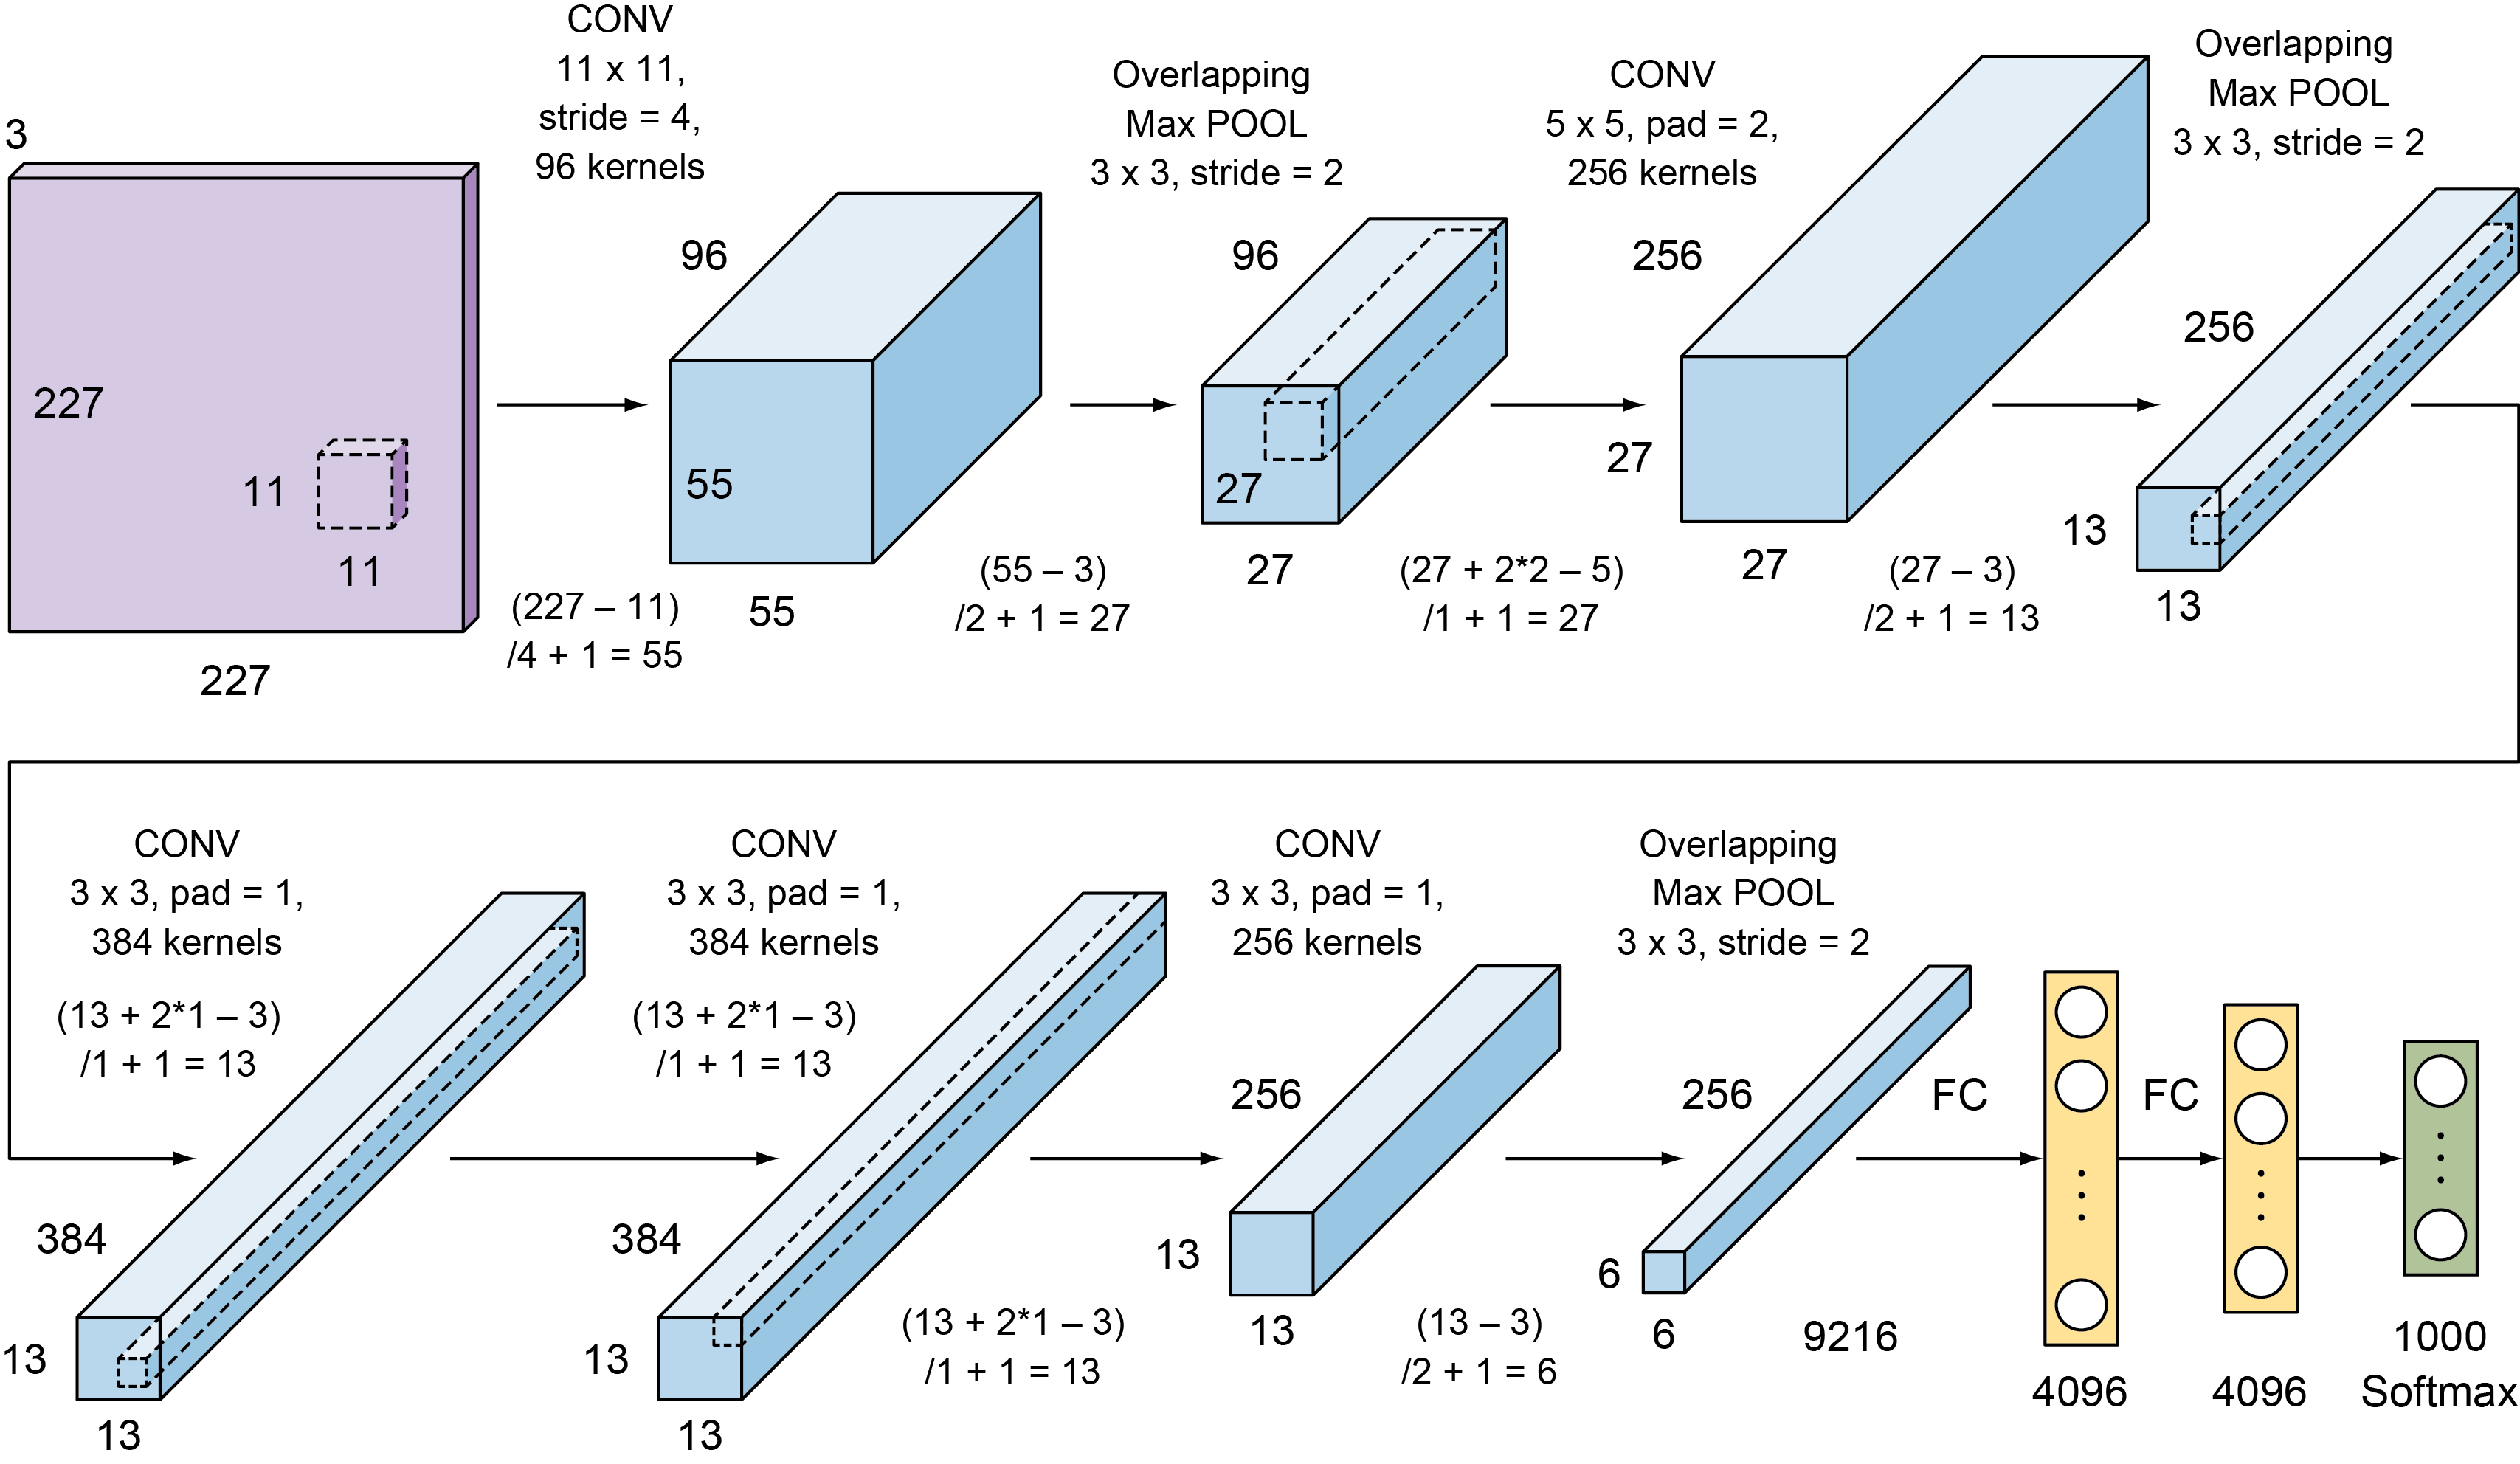 3
227
11
11
227
CONV
11 x 11,
stride = 4,
96 kernels
(227 – 11)
/4 + 1 = 55
96
55
55
Overlapping
Max POOL
3 x 3, stride = 2
(55 – 3)
/2 + 1 = 27
96
27
27
CONV
5 x 5, pad = 2,
256 kernels
(27 + 2*2 – 5)
/1 + 1 = 27
256
27
27
Overlapping
Max POOL
3 x 3, stride = 2
(27 – 3)
/2 + 1 = 13
256
13
13
CONV
3 x 3, pad = 1,
384 kernels
(13 + 2*1 – 3)
/1 + 1 = 13
384
13
13
CONV
3 x 3, pad = 1,
384 kernels
(13 + 2*1 – 3)
/1 + 1 = 13
384
13
13
CONV
3 x 3, pad = 1,
256 kernels
(13 + 2*1 – 3)
/1 + 1 = 13
256
13
13
Overlapping
Max POOL
3 x 3, stride = 2
(13 – 3)
/2 + 1 = 6
256
6
6
9216
FC
4096
FC
4096
1000
Softmax